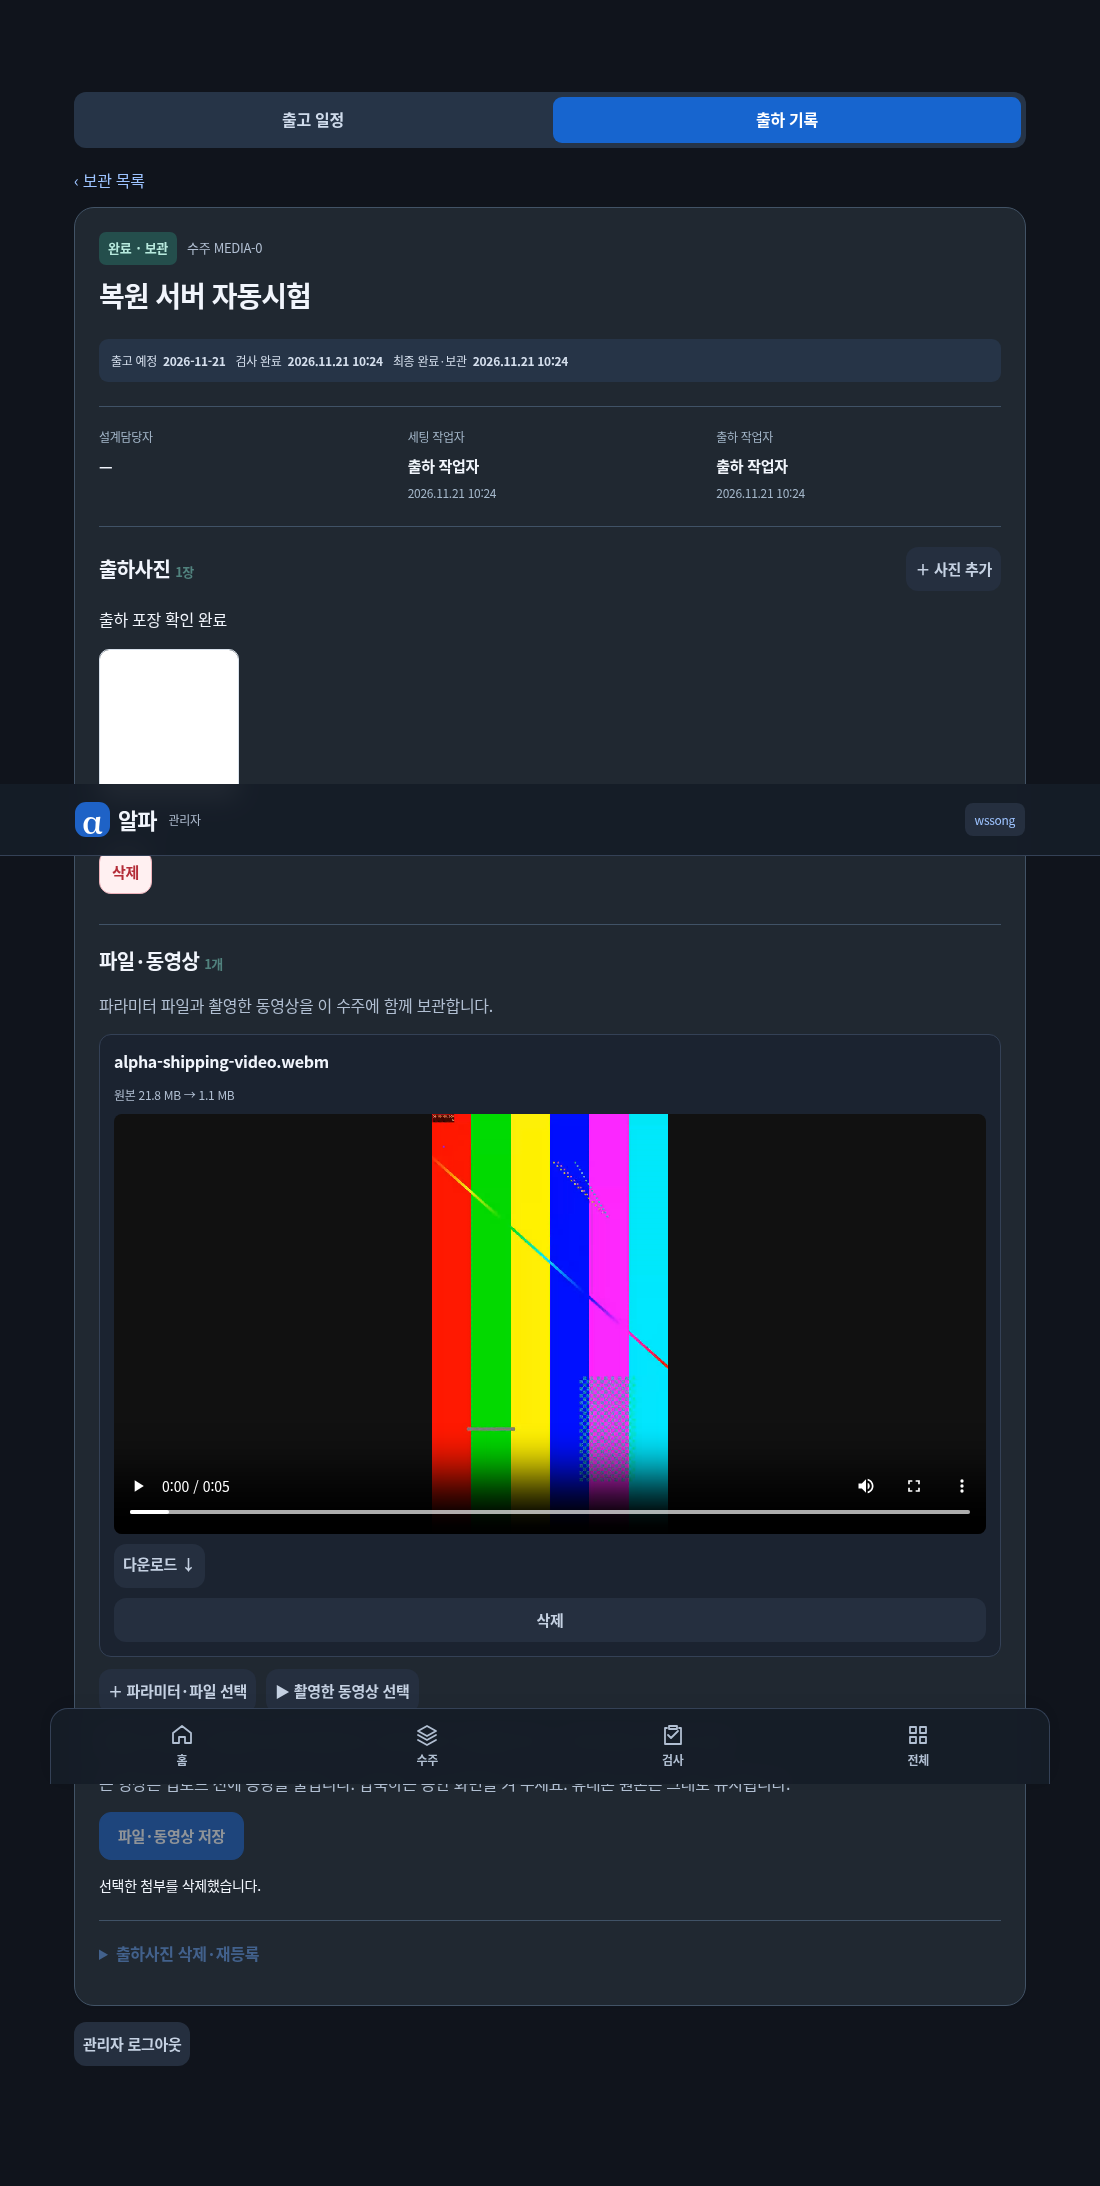 출고 일정
출하 기록
‹ 보관 목록
완료 · 보관 수주 MEDIA-0
복원 서버 자동시험
출고 예정 2026-11-21 검사 완료 2026.11.21 10:24 최종 완료·보관 2026.11.21 10:24
설계담당자
—
세팅 작업자
출하 작업자
2026.11.21 10:24
출하 작업자
출하 작업자
2026.11.21 10:24
출하사진 1장
+ 사진 추가
출하 포장 확인 완료
α 알파 관리자
wssong
삭제
파일·동영상 1개
파라미터 파일과 촬영한 동영상을 이 수주에 함께 보관합니다.
alpha-shipping-video.webm
원본 21.8 MB → 1.1 MB
0:00 / 0:05
다운로드 ↓
삭제
+ 파라미터·파일 선택
▶ 촬영한 동영상 선택
홈
수주
검사
전체
파일·동영상 저장
선택한 첨부를 삭제했습니다.
▶ 출하사진 삭제·재등록
관리자 로그아웃